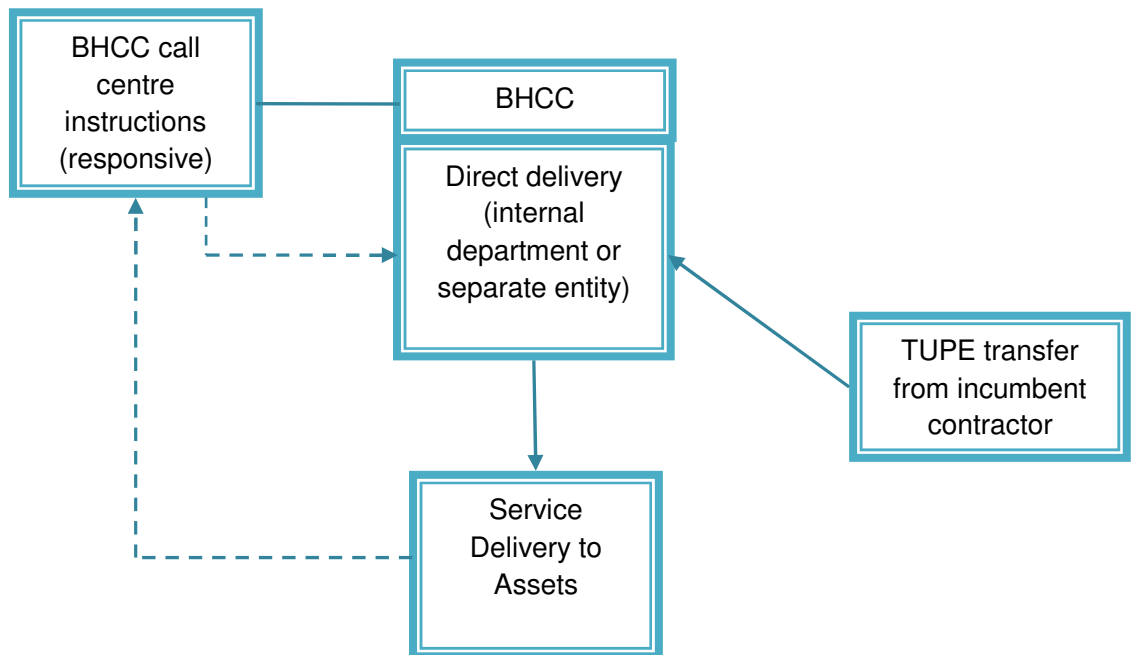 BHCC call
centre
instructions
(responsive)
BHCC
Direct delivery
(internal
department or
separate entity)
TUPE transfer
from incumbent
contractor
Service
Delivery to
Assets